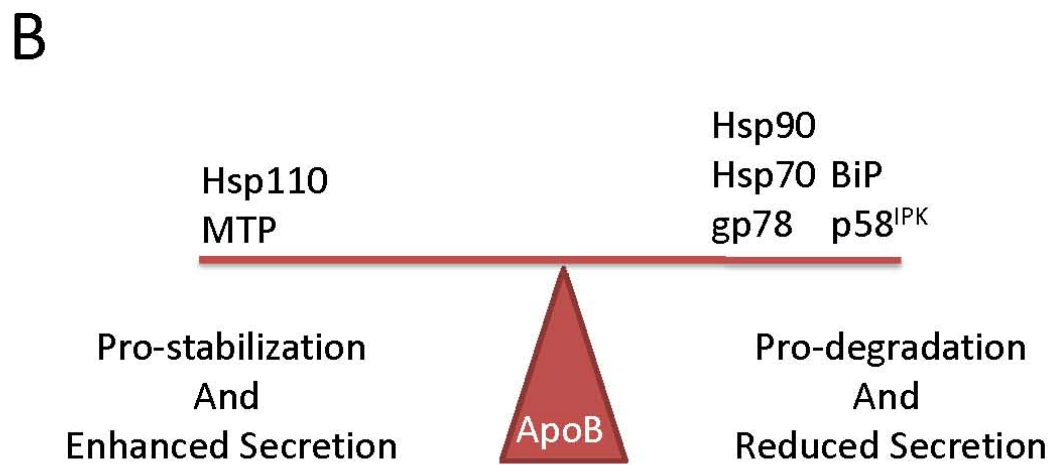 B
Hsp90
Hsp110
Hsp70 BiP
MTP
gp78 p58IPK
Pro-stabilization
And
Enhanced Secretion
ApoB
Pro-degradation
And
Reduced Secretion